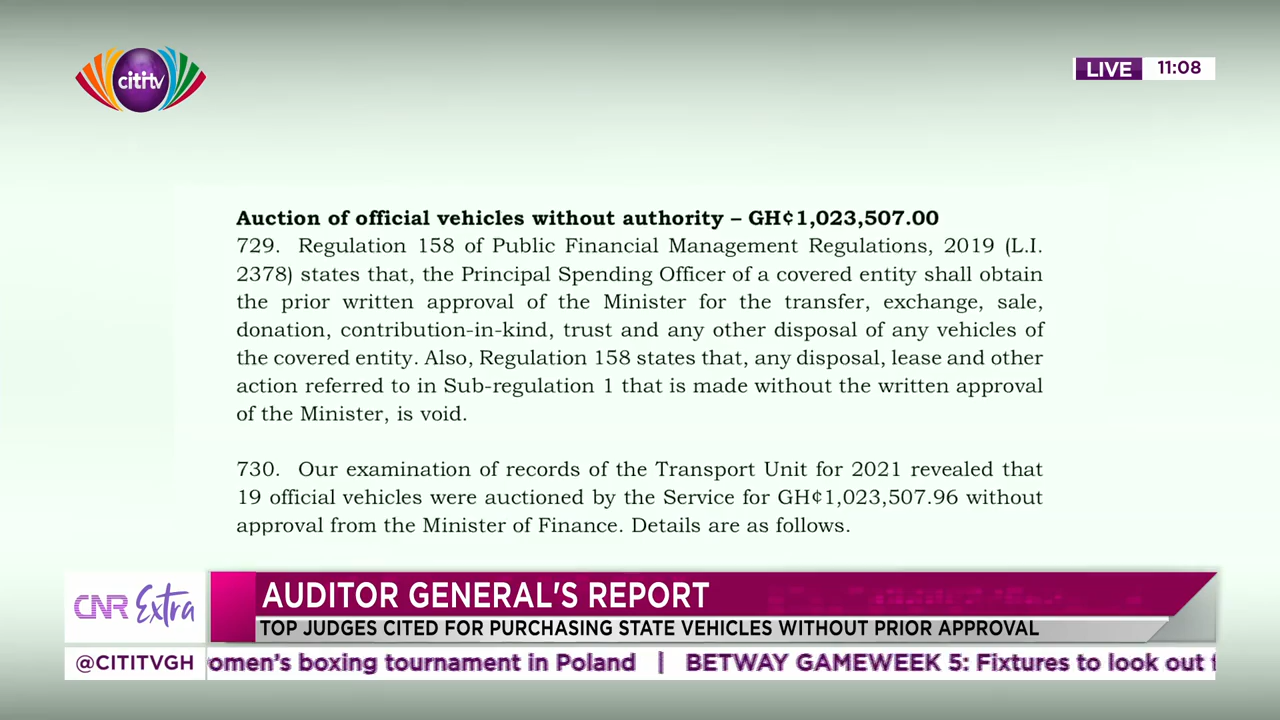 cititv
LIVE 11:08
Auction of official vehicles without authority – GH¢1,023,507.00
729. Regulation 158 of Public Financial Management Regulations, 2019 (L.I.
2378) states that, the Principal Spending Officer of a covered entity shall obtain
the prior written approval of the Minister for the transfer, exchange, sale,
donation, contribution-in-kind, trust and any other disposal of any vehicles of
the covered entity. Also, Regulation 158 states that, any disposal, lease and other
action referred to in Sub-regulation 1 that is made without the written approval
of the Minister, is void.
730. Our examination of records of the Transport Unit for 2021 revealed that
19 official vehicles were auctioned by the Service for GH¢1,023,507.96 without
approval from the Minister of Finance. Details are as follows.
CNR Extra
AUDITOR GENERAL'S REPORT
TOP JUDGES CITED FOR PURCHASING STATE VEHICLES WITHOUT PRIOR APPROVAL
@CITITVGH omen's boxing tournament in Poland | BETWAY GAMEWEEK 5: Fixtures to look out